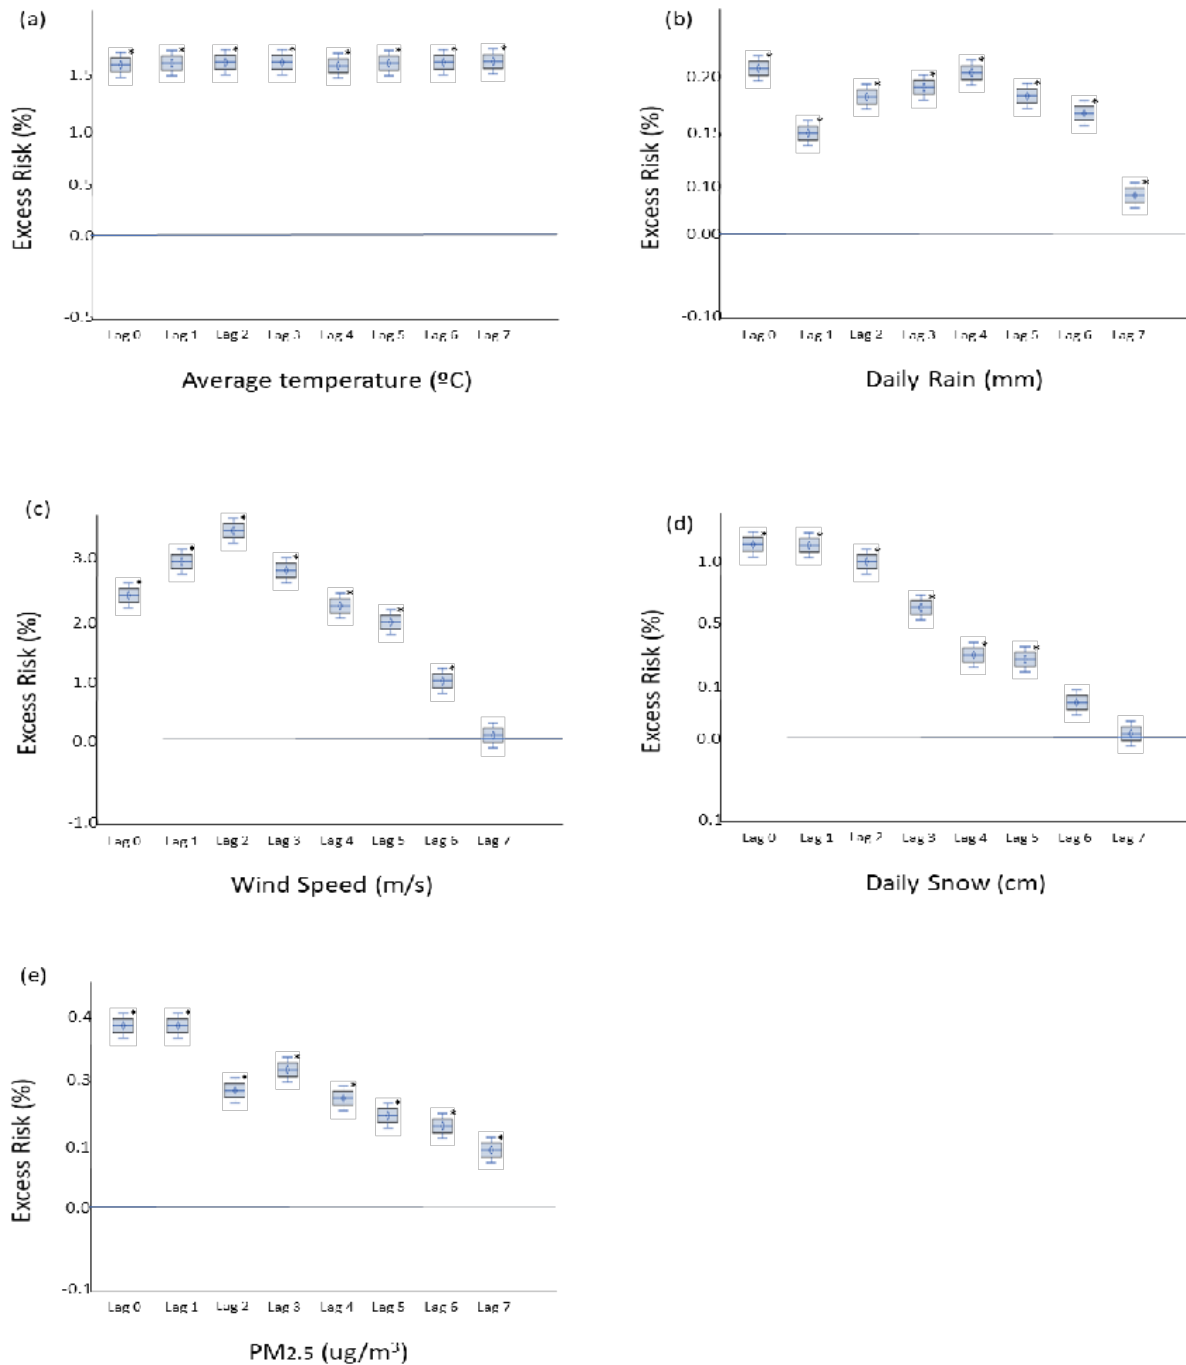 (a)
Excess Risk (%)
1.5
1.0
0.5
0.0
-0.5
Lag 0 Lag 1 Lag 2 Lag 3 Lag 4 Lag 5 Lag 6 Lag 7
Average temperature (ºC)
(b)
Excess Risk (%)
0.20
0.15
0.10
0.00
-0.10
Lag 0 Lag 1 Lag 2 Lag 3 Lag 4 Lag 5 Lag 6 Lag 7
Daily Rain (mm)
(c)
Excess Risk (%)
3.0
2.0
1.0
0.0
-1.0
Lag 0 Lag 1 Lag 2 Lag 3 Lag 4 Lag 5 Lag 6 Lag 7
Wind Speed (m/s)
(d)
Excess Risk (%)
1.0
0.5
0.1
0.0
0.1
Lag 0 Lag 1 Lag 2 Lag 3 Lag 4 Lag 5 Lag 6 Lag 7
Daily Snow (cm)
(e)
Excess Risk (%)
0.4
0.3
0.1
0.0
-0.1
Lag 0 Lag 1 Lag 2 Lag 3 Lag 4 Lag 5 Lag 6 Lag 7
PM2.5 (ug/m³)